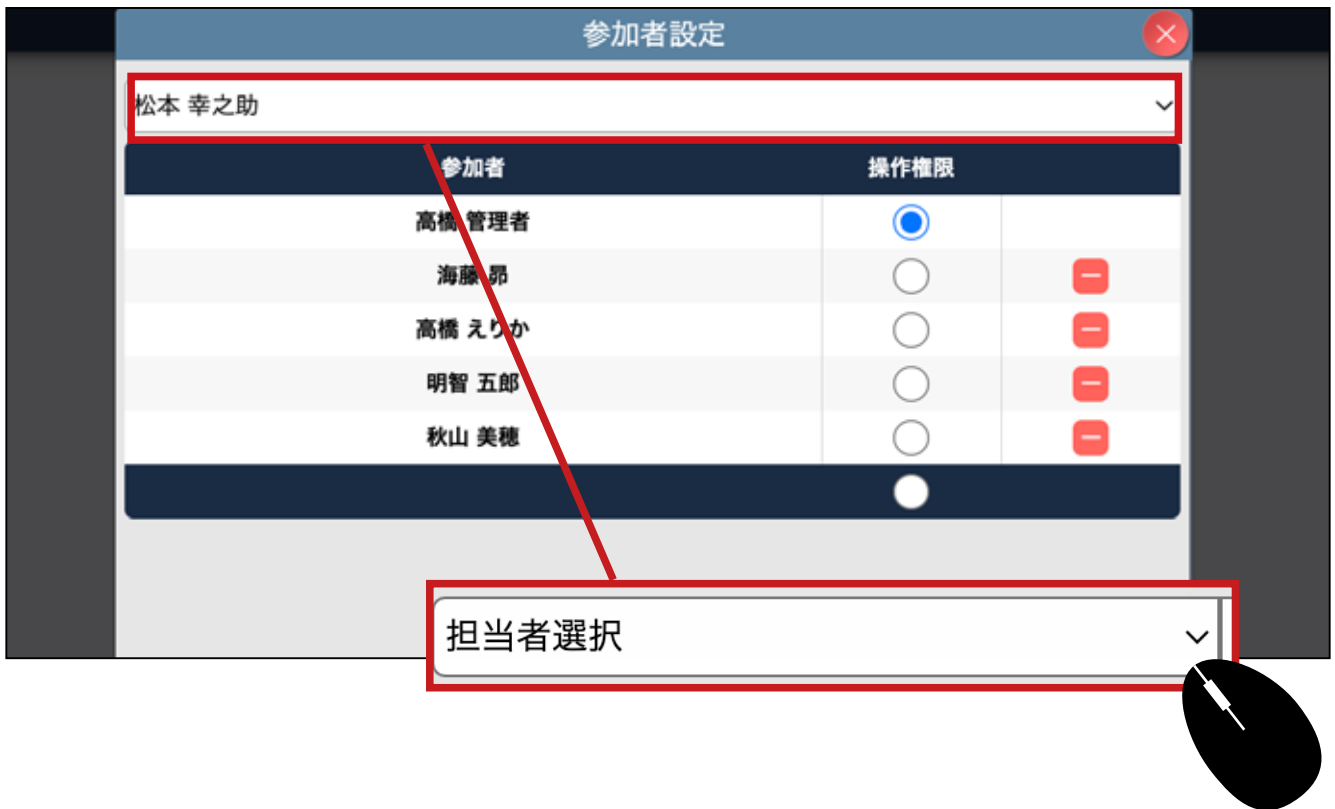 参加者設定
松本 幸之助
参加者 操作権限
高橋 管理者
海藤 昴
高橋 えりか
明智 五郎
秋山 美穂
担当者選択